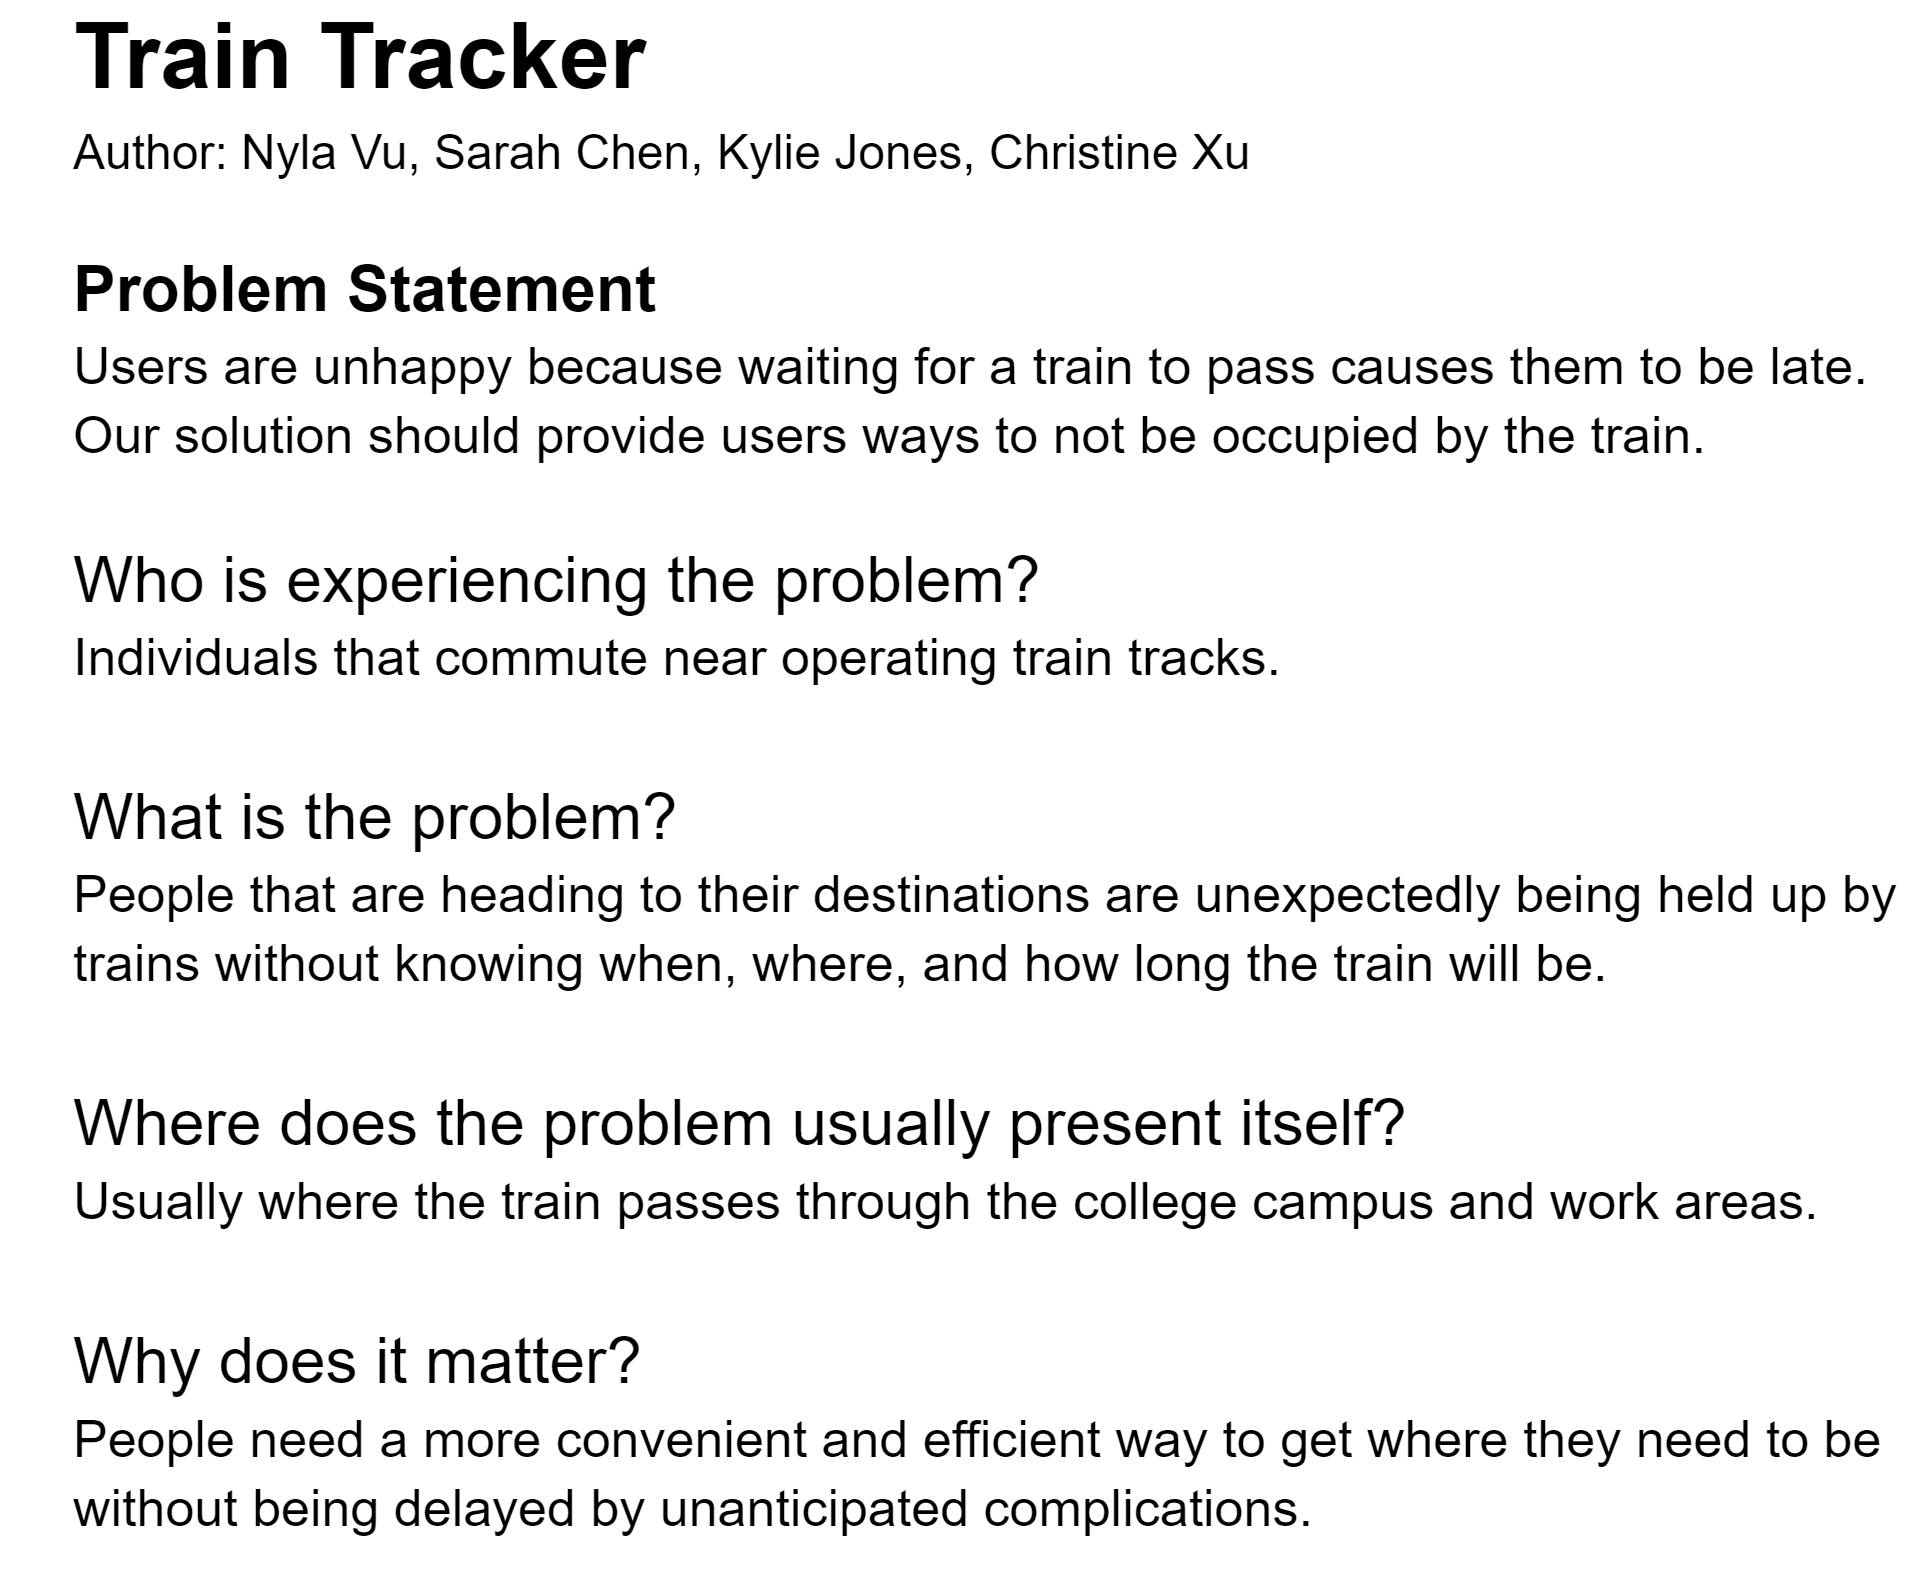 Train Tracker
Author: Nyla Vu, Sarah Chen, Kylie Jones, Christine Xu
Problem Statement
Users are unhappy because waiting for a train to pass causes them to be late.
Our solution should provide users ways to not be occupied by the train.
Who is experiencing the problem?
Individuals that commute near operating train tracks.
What is the problem?
People that are heading to their destinations are unexpectedly being held up by
trains without knowing when, where, and how long the train will be.
Where does the problem usually present itself?
Usually where the train passes through the college campus and work areas.
Why does it matter?
People need a more convenient and efficient way to get where they need to be
without being delayed by unanticipated complications.